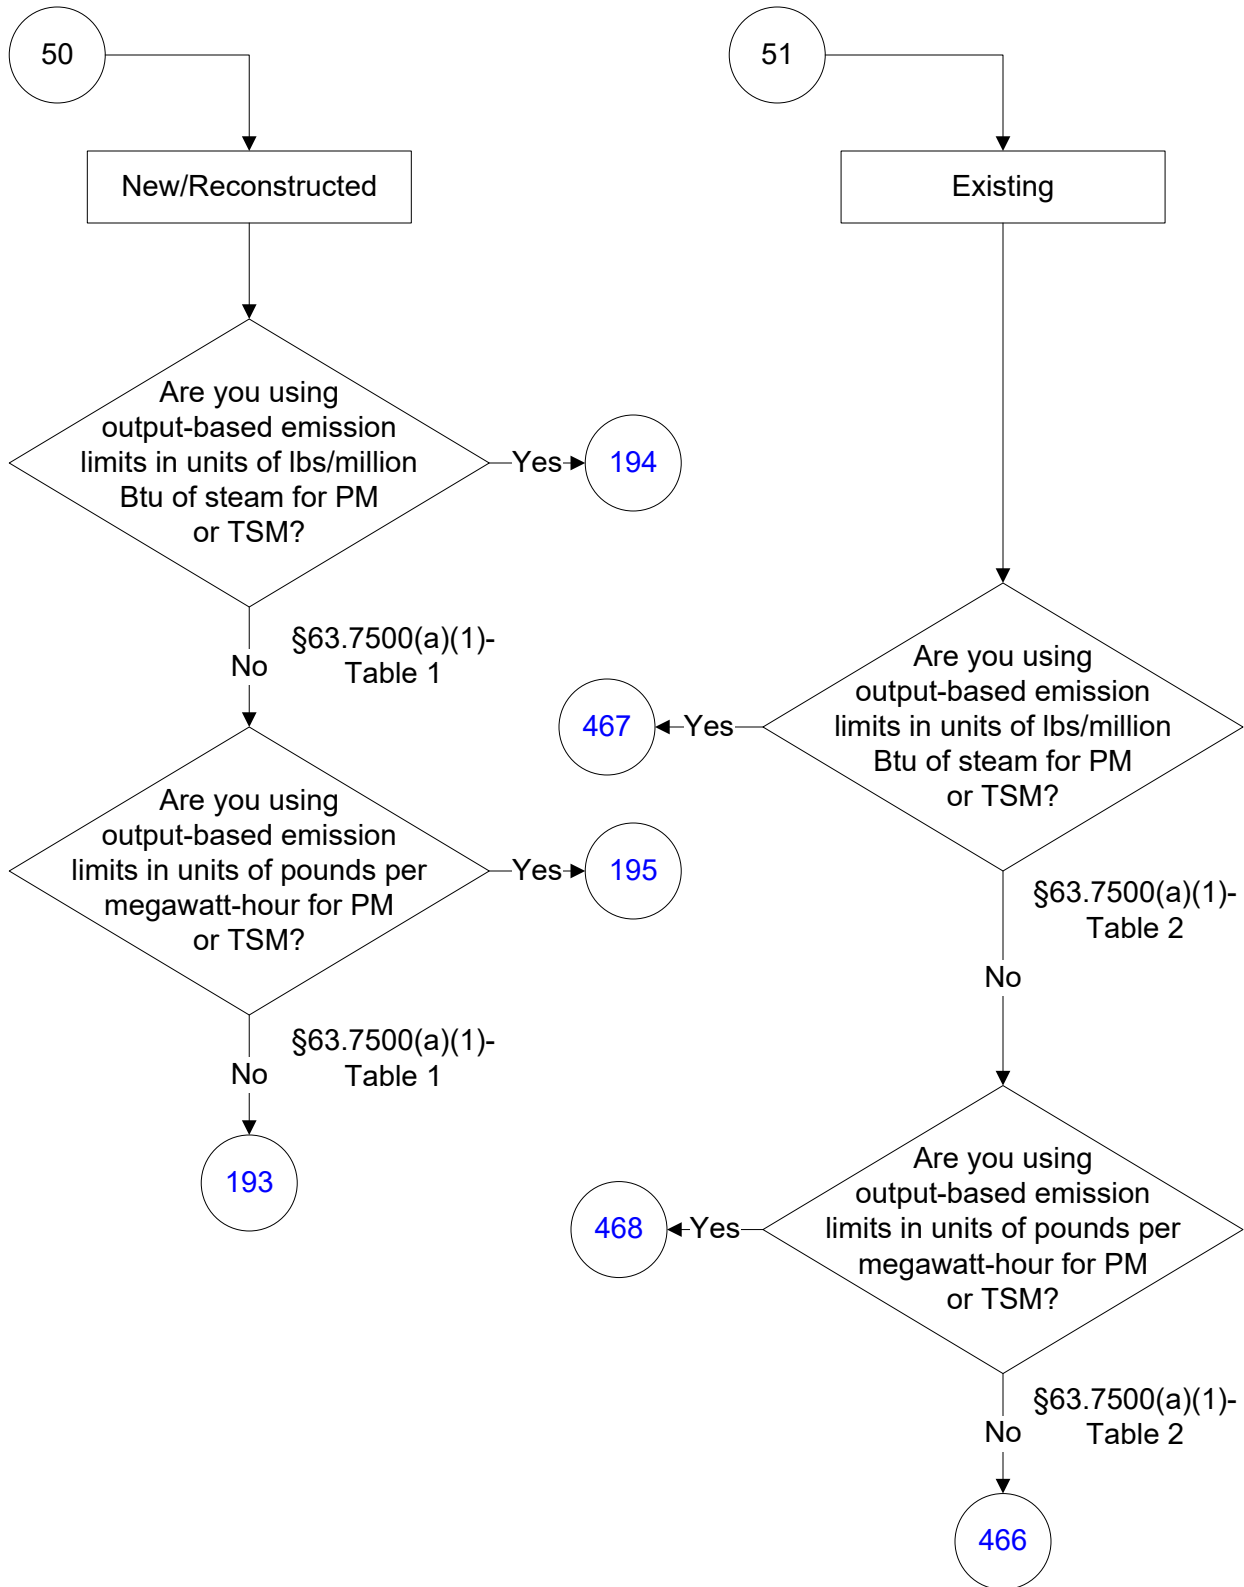 50
New/Reconstructed
Are you using
output-based emission
limits in units of lbs/million
Btu of steam for PM
or TSM?
Yes
194
No
§63.7500(a)(1)-
Table 1
Are you using
output-based emission
limits in units of pounds per
megawatt-hour for PM
or TSM?
Yes
195
No
§63.7500(a)(1)-
Table 1
193
51
Existing
Are you using
output-based emission
limits in units of lbs/million
Btu of steam for PM
or TSM?
Yes
467
§63.7500(a)(1)-
Table 2
No
Are you using
output-based emission
limits in units of pounds per
megawatt-hour for PM
or TSM?
Yes
468
§63.7500(a)(1)-
Table 2
No
466